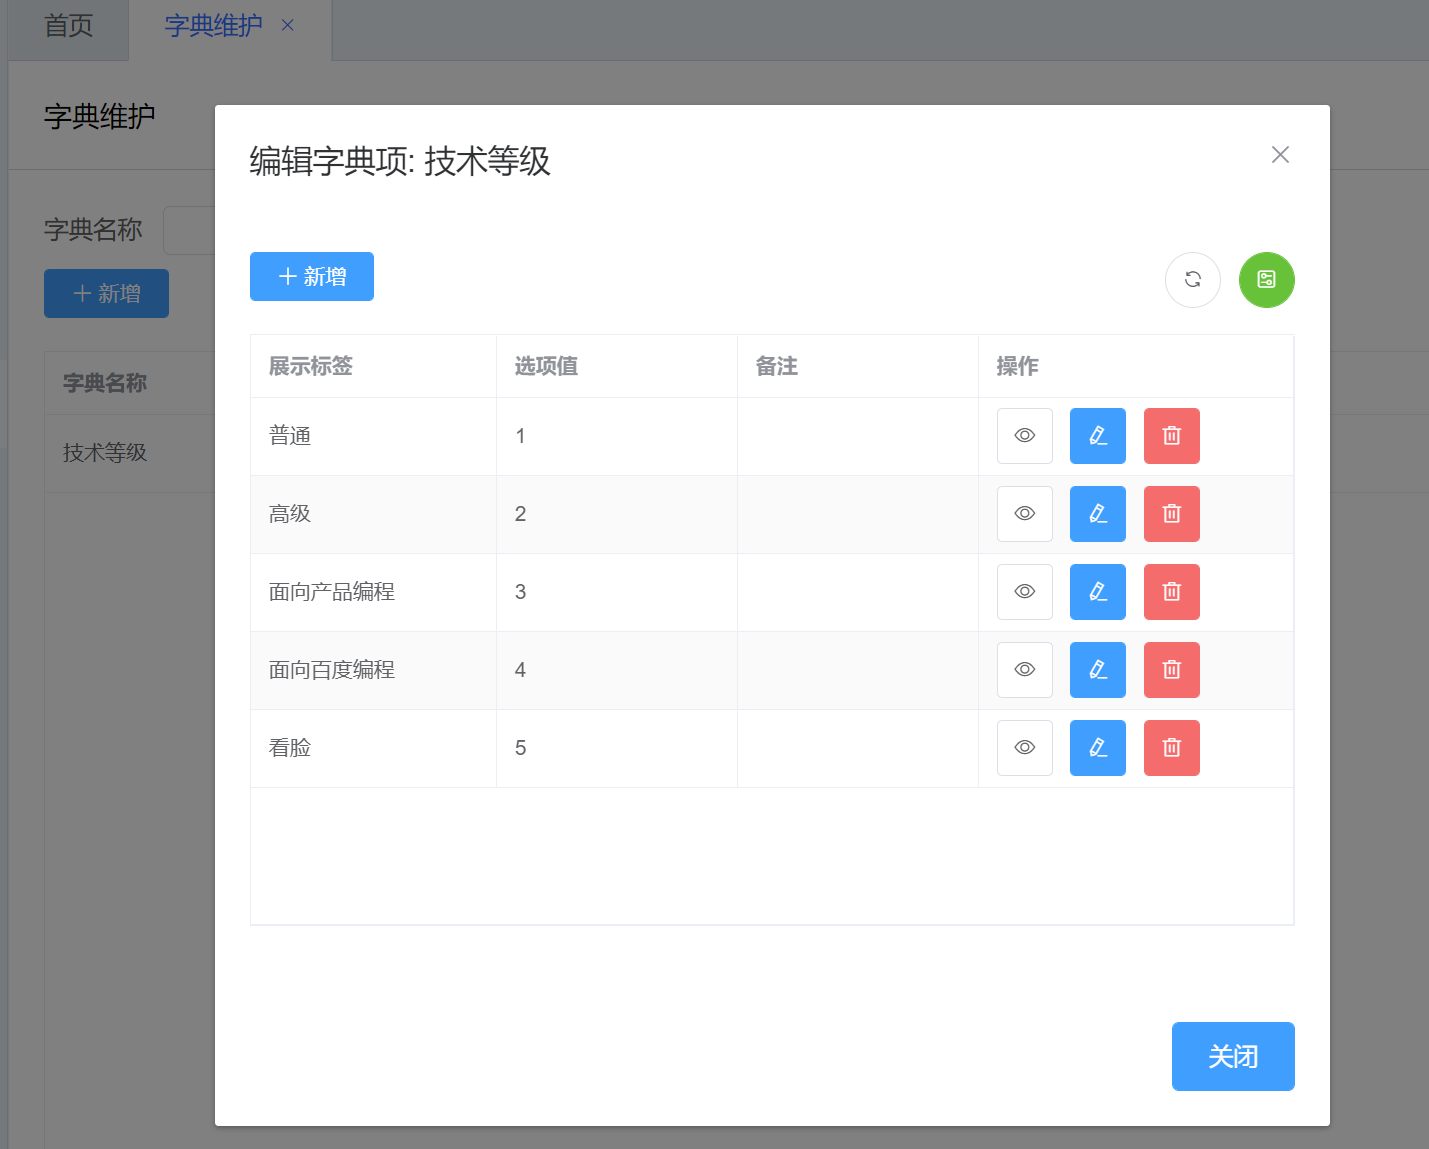 首页
字典维护
字典维护
字典名称
新增
字典名称
技术等级
编辑字典项: 技术等级
新增
展示标签 选项值 备注 操作
普通 1
高级 2
面向产品编程 3
面向百度编程 4
看脸 5
关闭